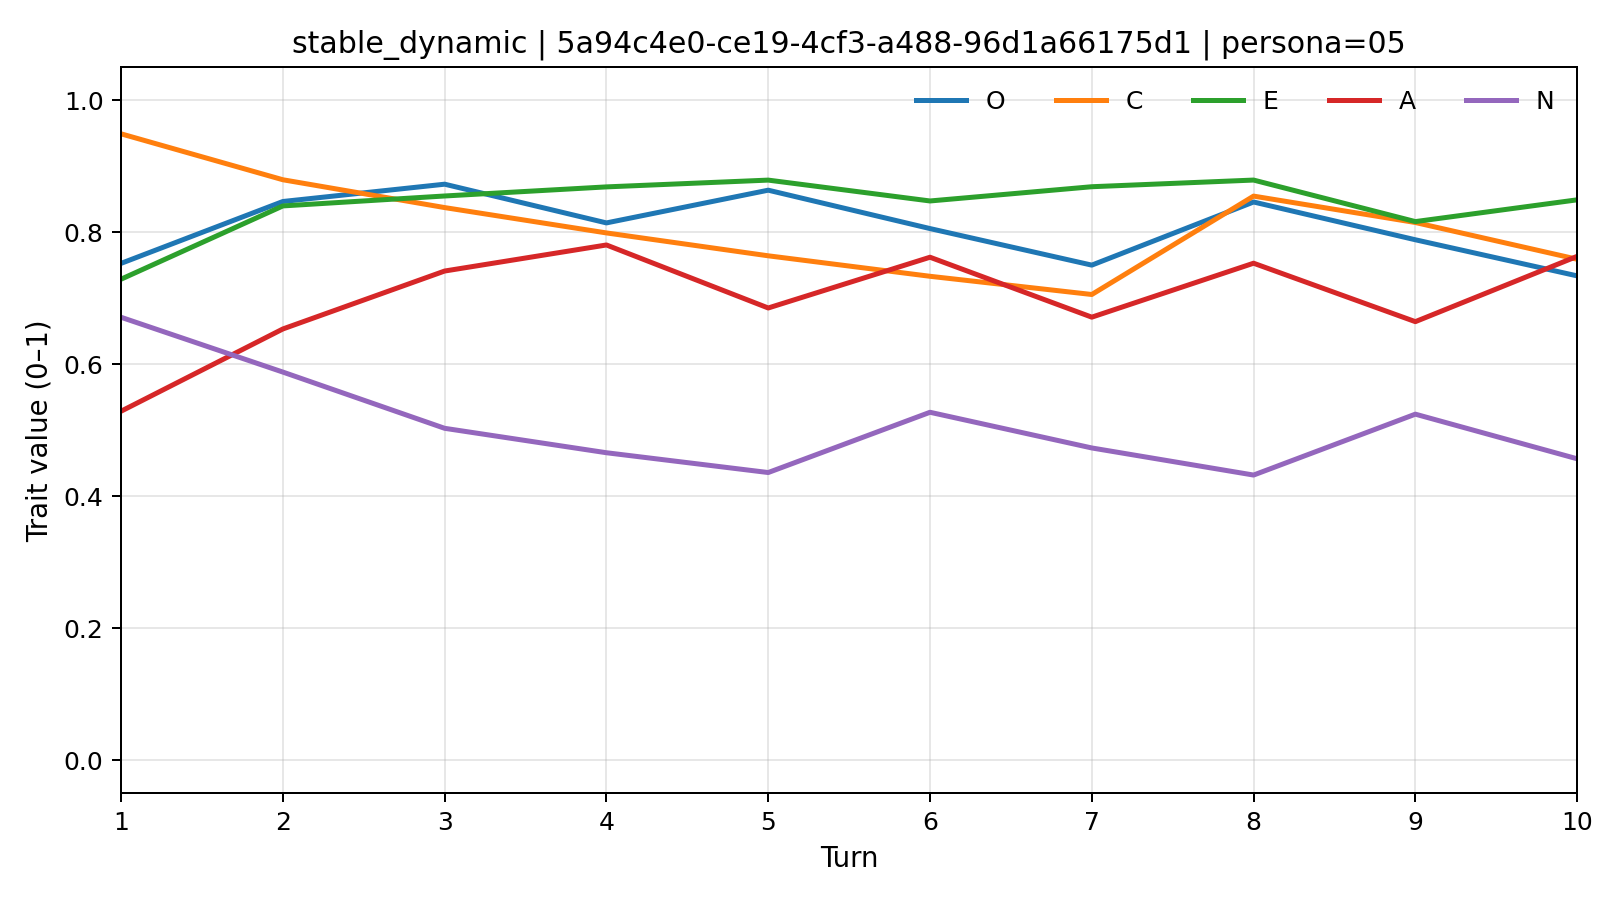 stable_dynamic | 5a94c4e0-ce19-4cf3-a488-96d1a66175d1 | persona=05
O C E A N
1.0
0.8
0.6
0.4
0.2
0.0
Trait value (0–1)
1 2 3 4 5 6 7 8 9 10
Turn